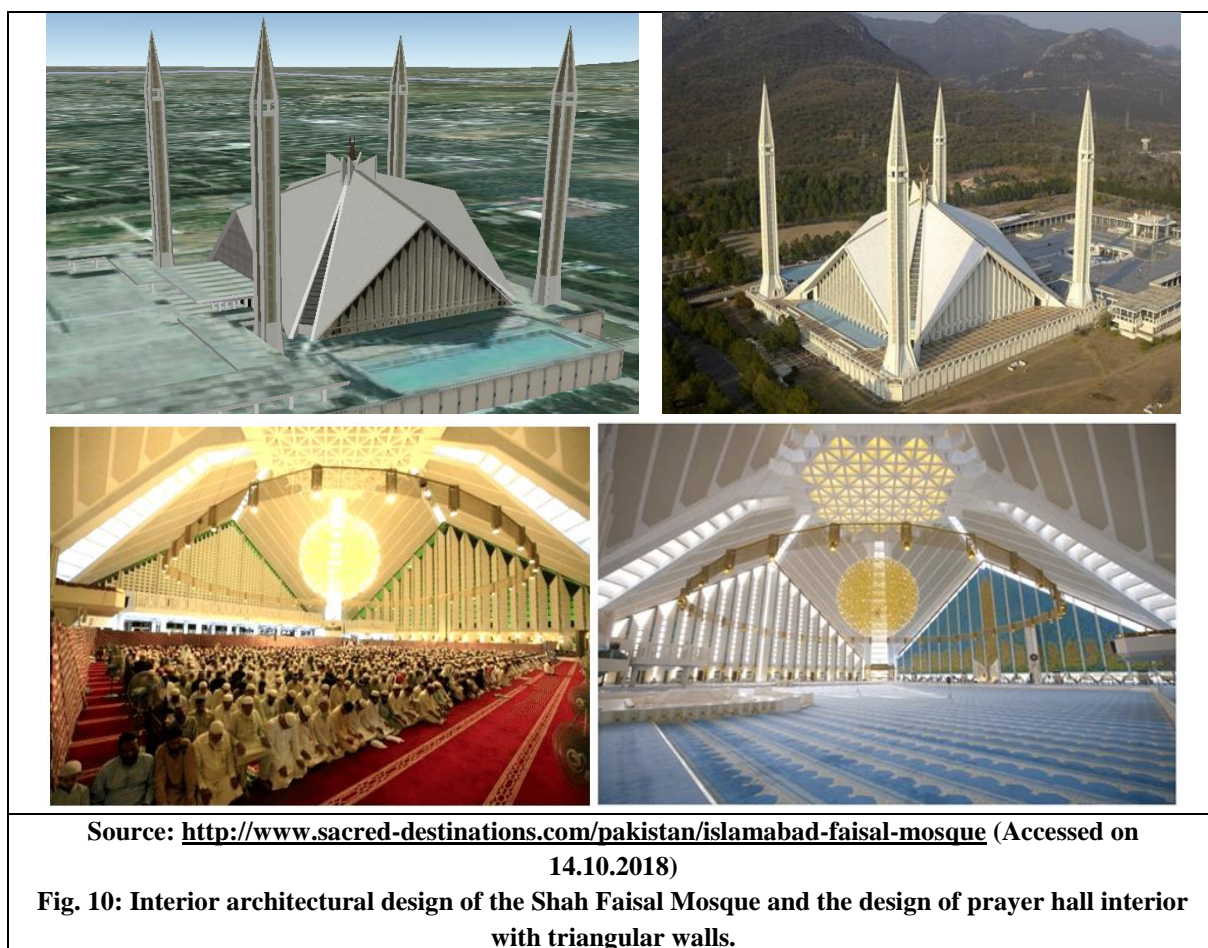 Source: http://www.sacred-destinations.com/pakistan/islamabad-faisal-mosque (Accessed on
14.10.2018)
Fig. 10: Interior architectural design of the Shah Faisal Mosque and the design of prayer hall interior
with triangular walls.